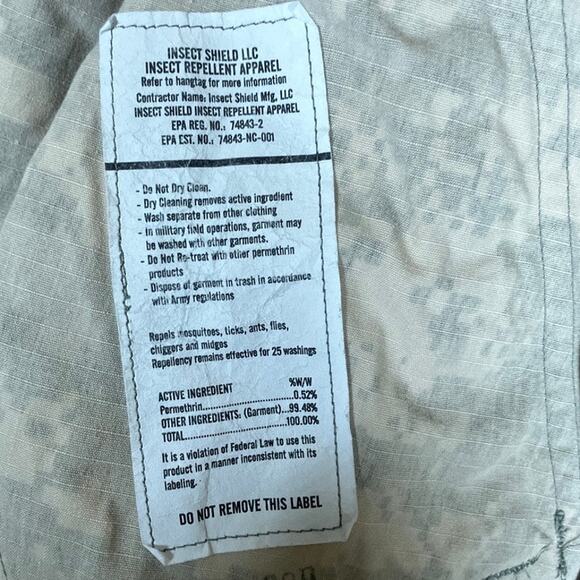 INSECT SHIELD LLC
INSECT REPELLENT APPAREL
Refer to hangtag for more information
Contractor Name: Insect Shield Mfg, LLC
INSECT SHIELD INSECT REPELLENT APPAREL
EPA REG. NO.: 74843-2
EPA EST. NO.: 74843-NC-001
- Do Not Dry Clean.
- Dry Cleaning removes active ingredient
- Wash separate from other clothing
- In military field operations, garment may
be washed with other garments.
- Do Not Re-treat with other permethrin
products
- Dispose of garment in trash in accordance
with Army regulations
Repels mosquitoes, ticks, ants, flies,
chiggers and midges
Repellency remains effective for 25 washings
ACTIVE INGREDIENT %W/W
Permethrin..................0.52%
OTHER INGREDIENTS: (Garment)...99.48%
TOTAL........................100.00%
It is a violation of Federal Law to use this
product in a manner inconsistent with its
labeling.
DO NOT REMOVE THIS LABEL